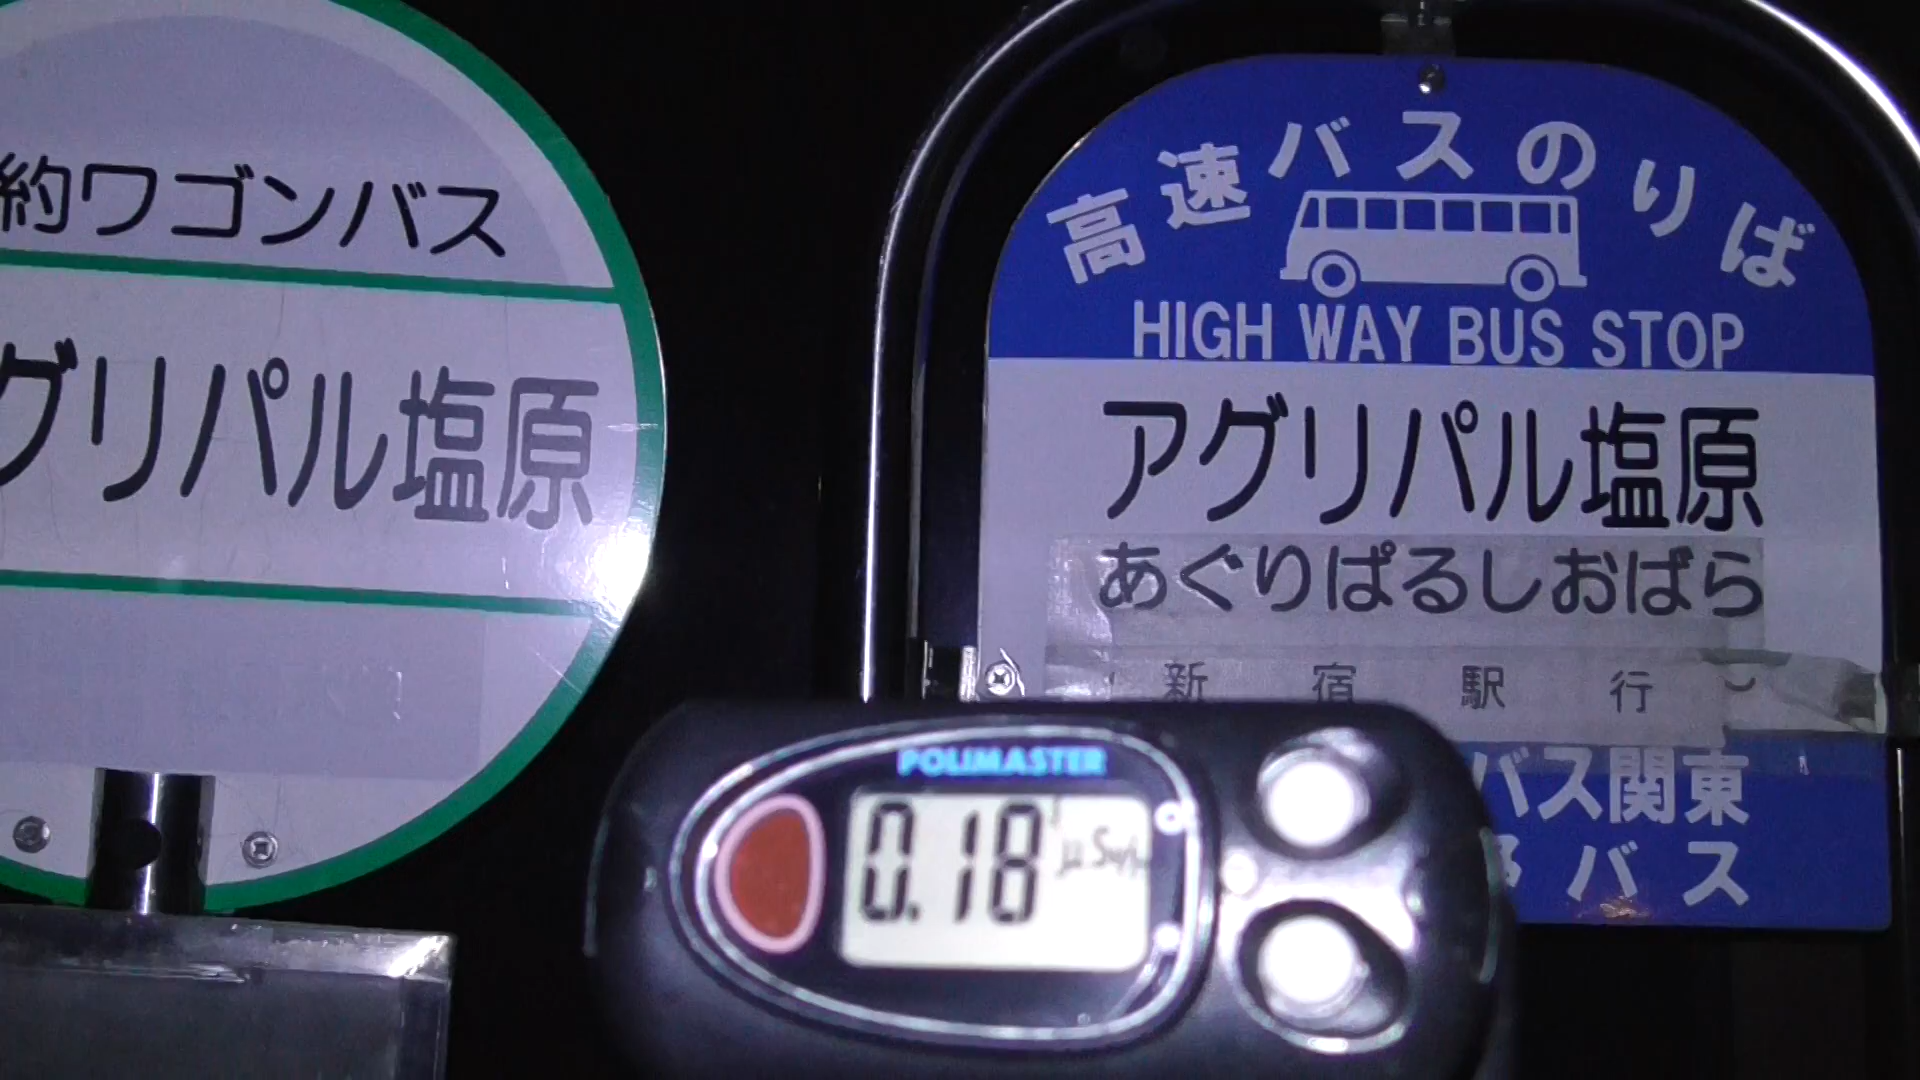 約ワゴンバス
グリパル塩原
高速バスのりば
HIGH WAY BUS STOP
アグリパル塩原
あぐりぱるしおばら
新宿駅行
バス関東
バス
POLIMASTER
0.18
μSv/h